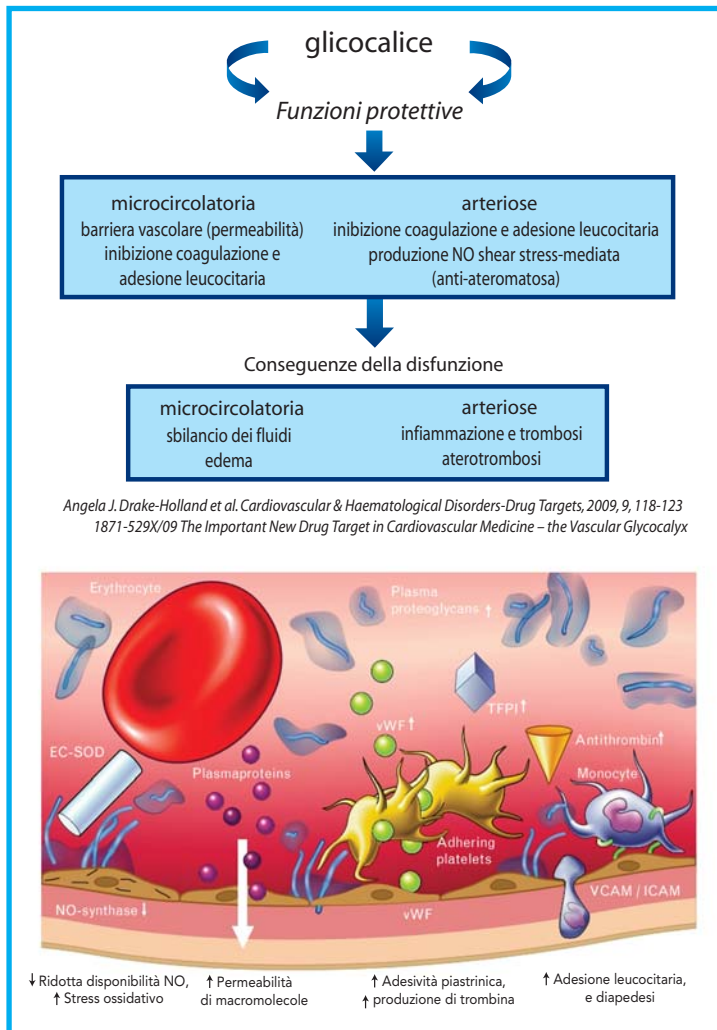 glicocalice
Funzioni protettive
microcircolatoria
barriera vascolare (permeabilità)
inibizione coagulazione e
adesione leucocitaria
arteriose
inibizione coagulazione e adesione leucocitaria
produzione NO shear stress-mediata
(anti-ateromatosa)
Conseguenze della disfunzione
microcircolatoria
sbilancio dei fluidi
edema
arteriose
infiammazione e trombosi
aterotrombosi
Angela J. Drake-Holland et al. Cardiovascular & Haematological Disorders-Drug Targets, 2009, 9, 118-123
1871-529X/09 The Important New Drug Target in Cardiovascular Medicine – the Vascular Glycocalyx
Erythrocyte
Plasma
proteoglycans ↑
TFPI ↑
vWF ↑
Antithrombin ↑
EC-SOD
Plasmaproteins
Monocyte
Adhering
platelets
NO-synthase ↓
vWF
VCAM / ICAM
↓ Ridotta disponibilità NO,
↑ Stress ossidativo
↑ Permeabilità
di macromolecole
↑ Adesività piastrinica,
↑ produzione di trombina
↑ Adesione leucocitaria,
e diapedesi